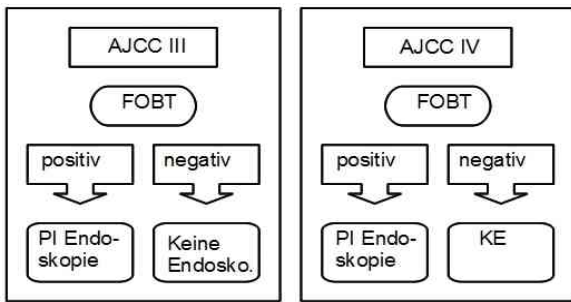 AJCC III
FOBT
positiv
negativ
PI Endo-
skopie
Keine
Endosko.
AJCC IV
FOBT
positiv
negativ
PI Endo-
skopie
KE